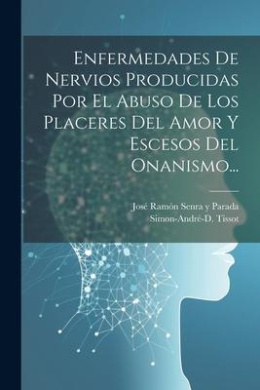 Enfermedades De
Nervios Producidas
Por El Abuso De Los
Placeres Del Amor Y
Escesos Del
Onanismo...
José Ramón Senra y Parada
Simon-André-D. Tissot